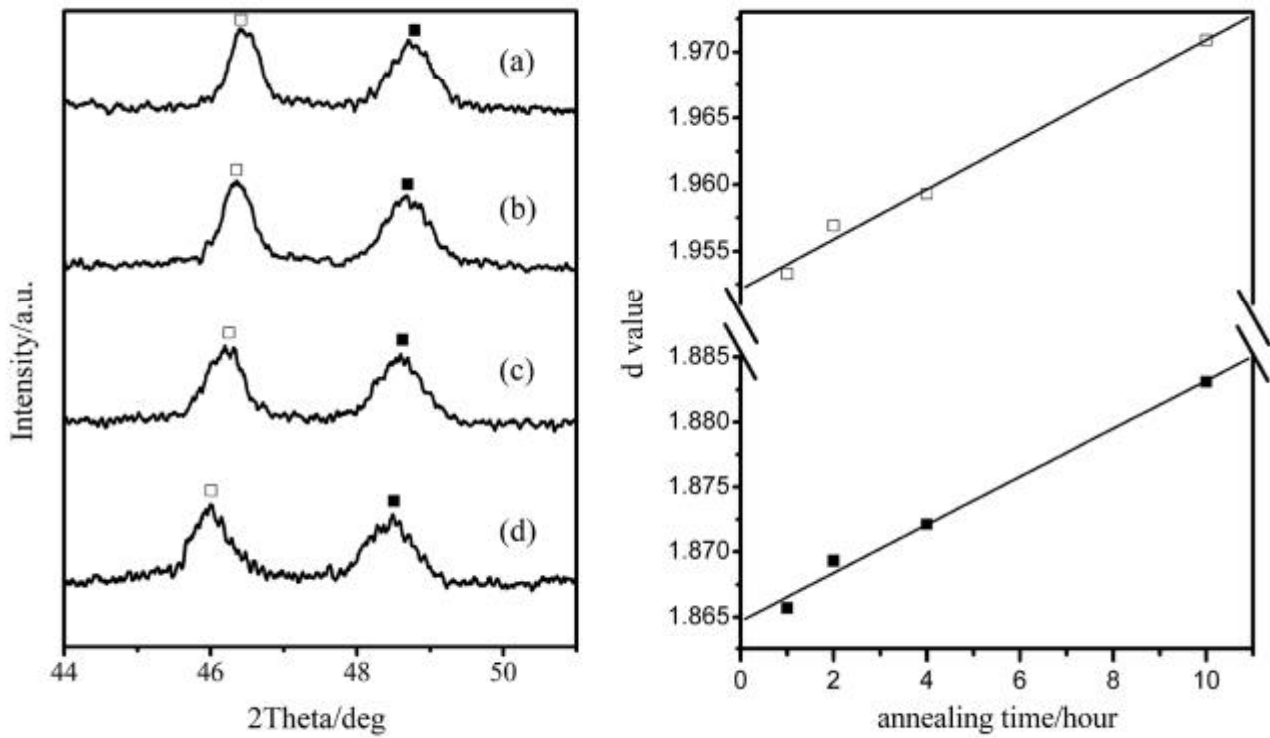 (a)
(b)
(c)
(d)
Intensity/a.u.
44 46 48 50
2Theta/deg
1.970
1.965
1.960
1.955
1.885
1.880
1.875
1.870
1.865
d value
0 2 4 6 8 10
annealing time/hour